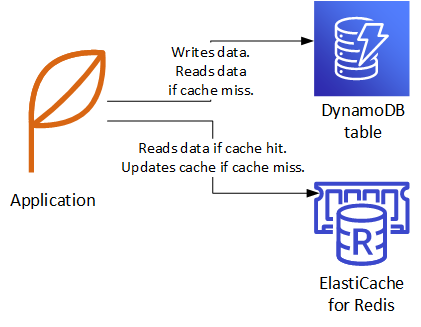 Writes data.
Reads data
if cache miss.
DynamoDB
table
Reads data if cache hit.
Updates cache if cache miss.
Application
R
ElastiCache
for Redis